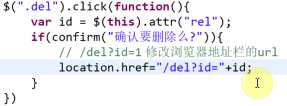 $(".del").click(function(){
    var id = $(this).attr("rel");
    if(confirm("确认要删除么?")){
        // /del?id=1 修改浏览器地址栏的url
        location.href="/del?id="+id;
    }
})